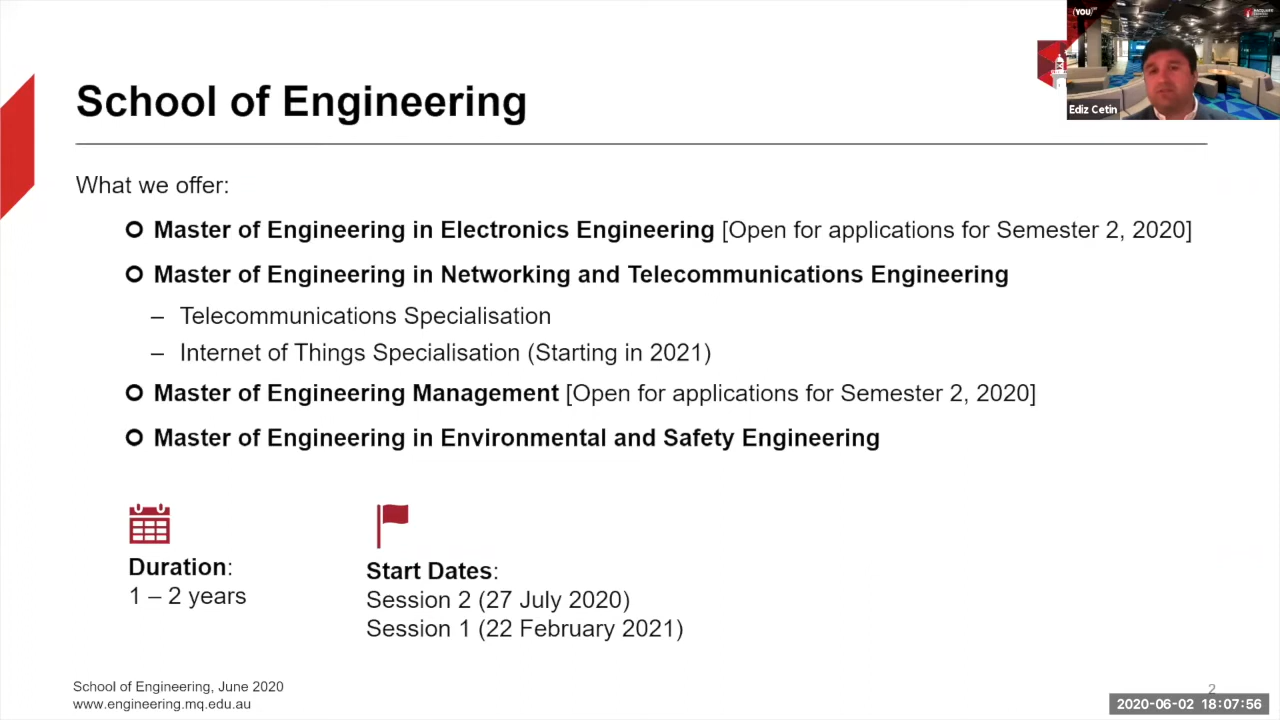 (YOU)
Ediz Cetin
School of Engineering
What we offer:
Master of Engineering in Electronics Engineering [Open for applications for Semester 2, 2020]
Master of Engineering in Networking and Telecommunications Engineering
– Telecommunications Specialisation
– Internet of Things Specialisation (Starting in 2021)
Master of Engineering Management [Open for applications for Semester 2, 2020]
Master of Engineering in Environmental and Safety Engineering
Duration:
1 – 2 years
Start Dates:
Session 2 (27 July 2020)
Session 1 (22 February 2021)
School of Engineering, June 2020
www.engineering.mq.edu.au
2
2020-06-02 18:07:56